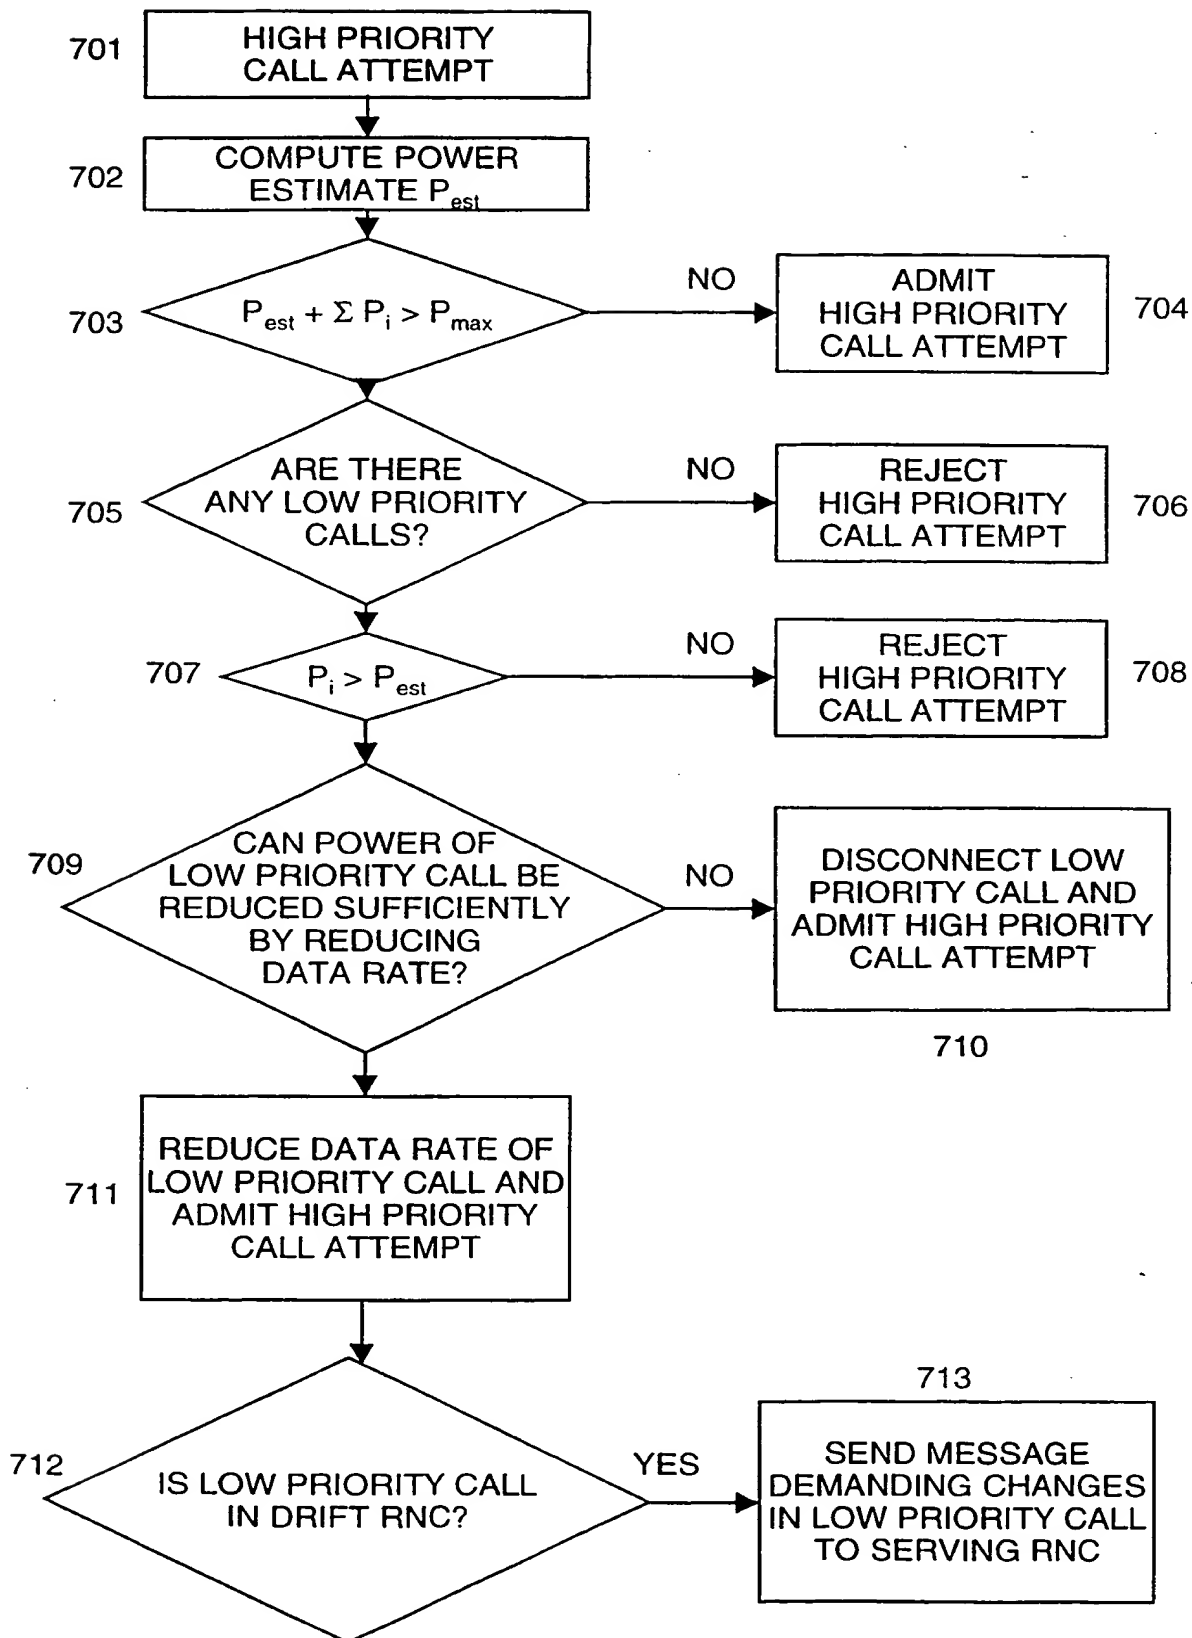 701
HIGH PRIORITY
CALL ATTEMPT
702
COMPUTE POWER
ESTIMATE Pest
703
Pest + Σ Pi > Pmax
NO
ADMIT
HIGH PRIORITY
CALL ATTEMPT
704
705
ARE THERE
ANY LOW PRIORITY
CALLS?
NO
REJECT
HIGH PRIORITY
CALL ATTEMPT
706
707
Pi > Pest
NO
REJECT
HIGH PRIORITY
CALL ATTEMPT
708
709
CAN POWER OF
LOW PRIORITY CALL BE
REDUCED SUFFICIENTLY
BY REDUCING
DATA RATE?
NO
DISCONNECT LOW
PRIORITY CALL AND
ADMIT HIGH PRIORITY
CALL ATTEMPT
710
711
REDUCE DATA RATE OF
LOW PRIORITY CALL AND
ADMIT HIGH PRIORITY
CALL ATTEMPT
712
IS LOW PRIORITY CALL
IN DRIFT RNC?
YES
713
SEND MESSAGE
DEMANDING CHANGES
IN LOW PRIORITY CALL
TO SERVING RNC